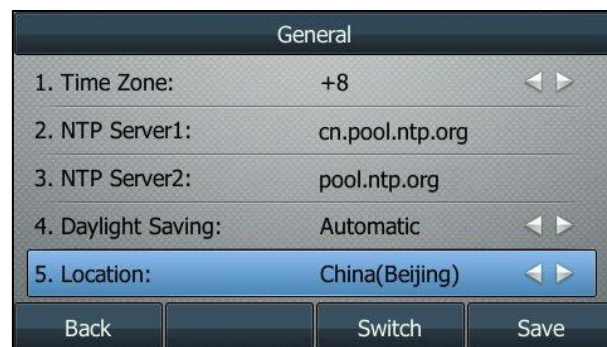 General
1. Time Zone: +8
2. NTP Server1: cn.pool.ntp.org
3. NTP Server2: pool.ntp.org
4. Daylight Saving: Automatic
5. Location: China(Beijing)
Back Switch Save